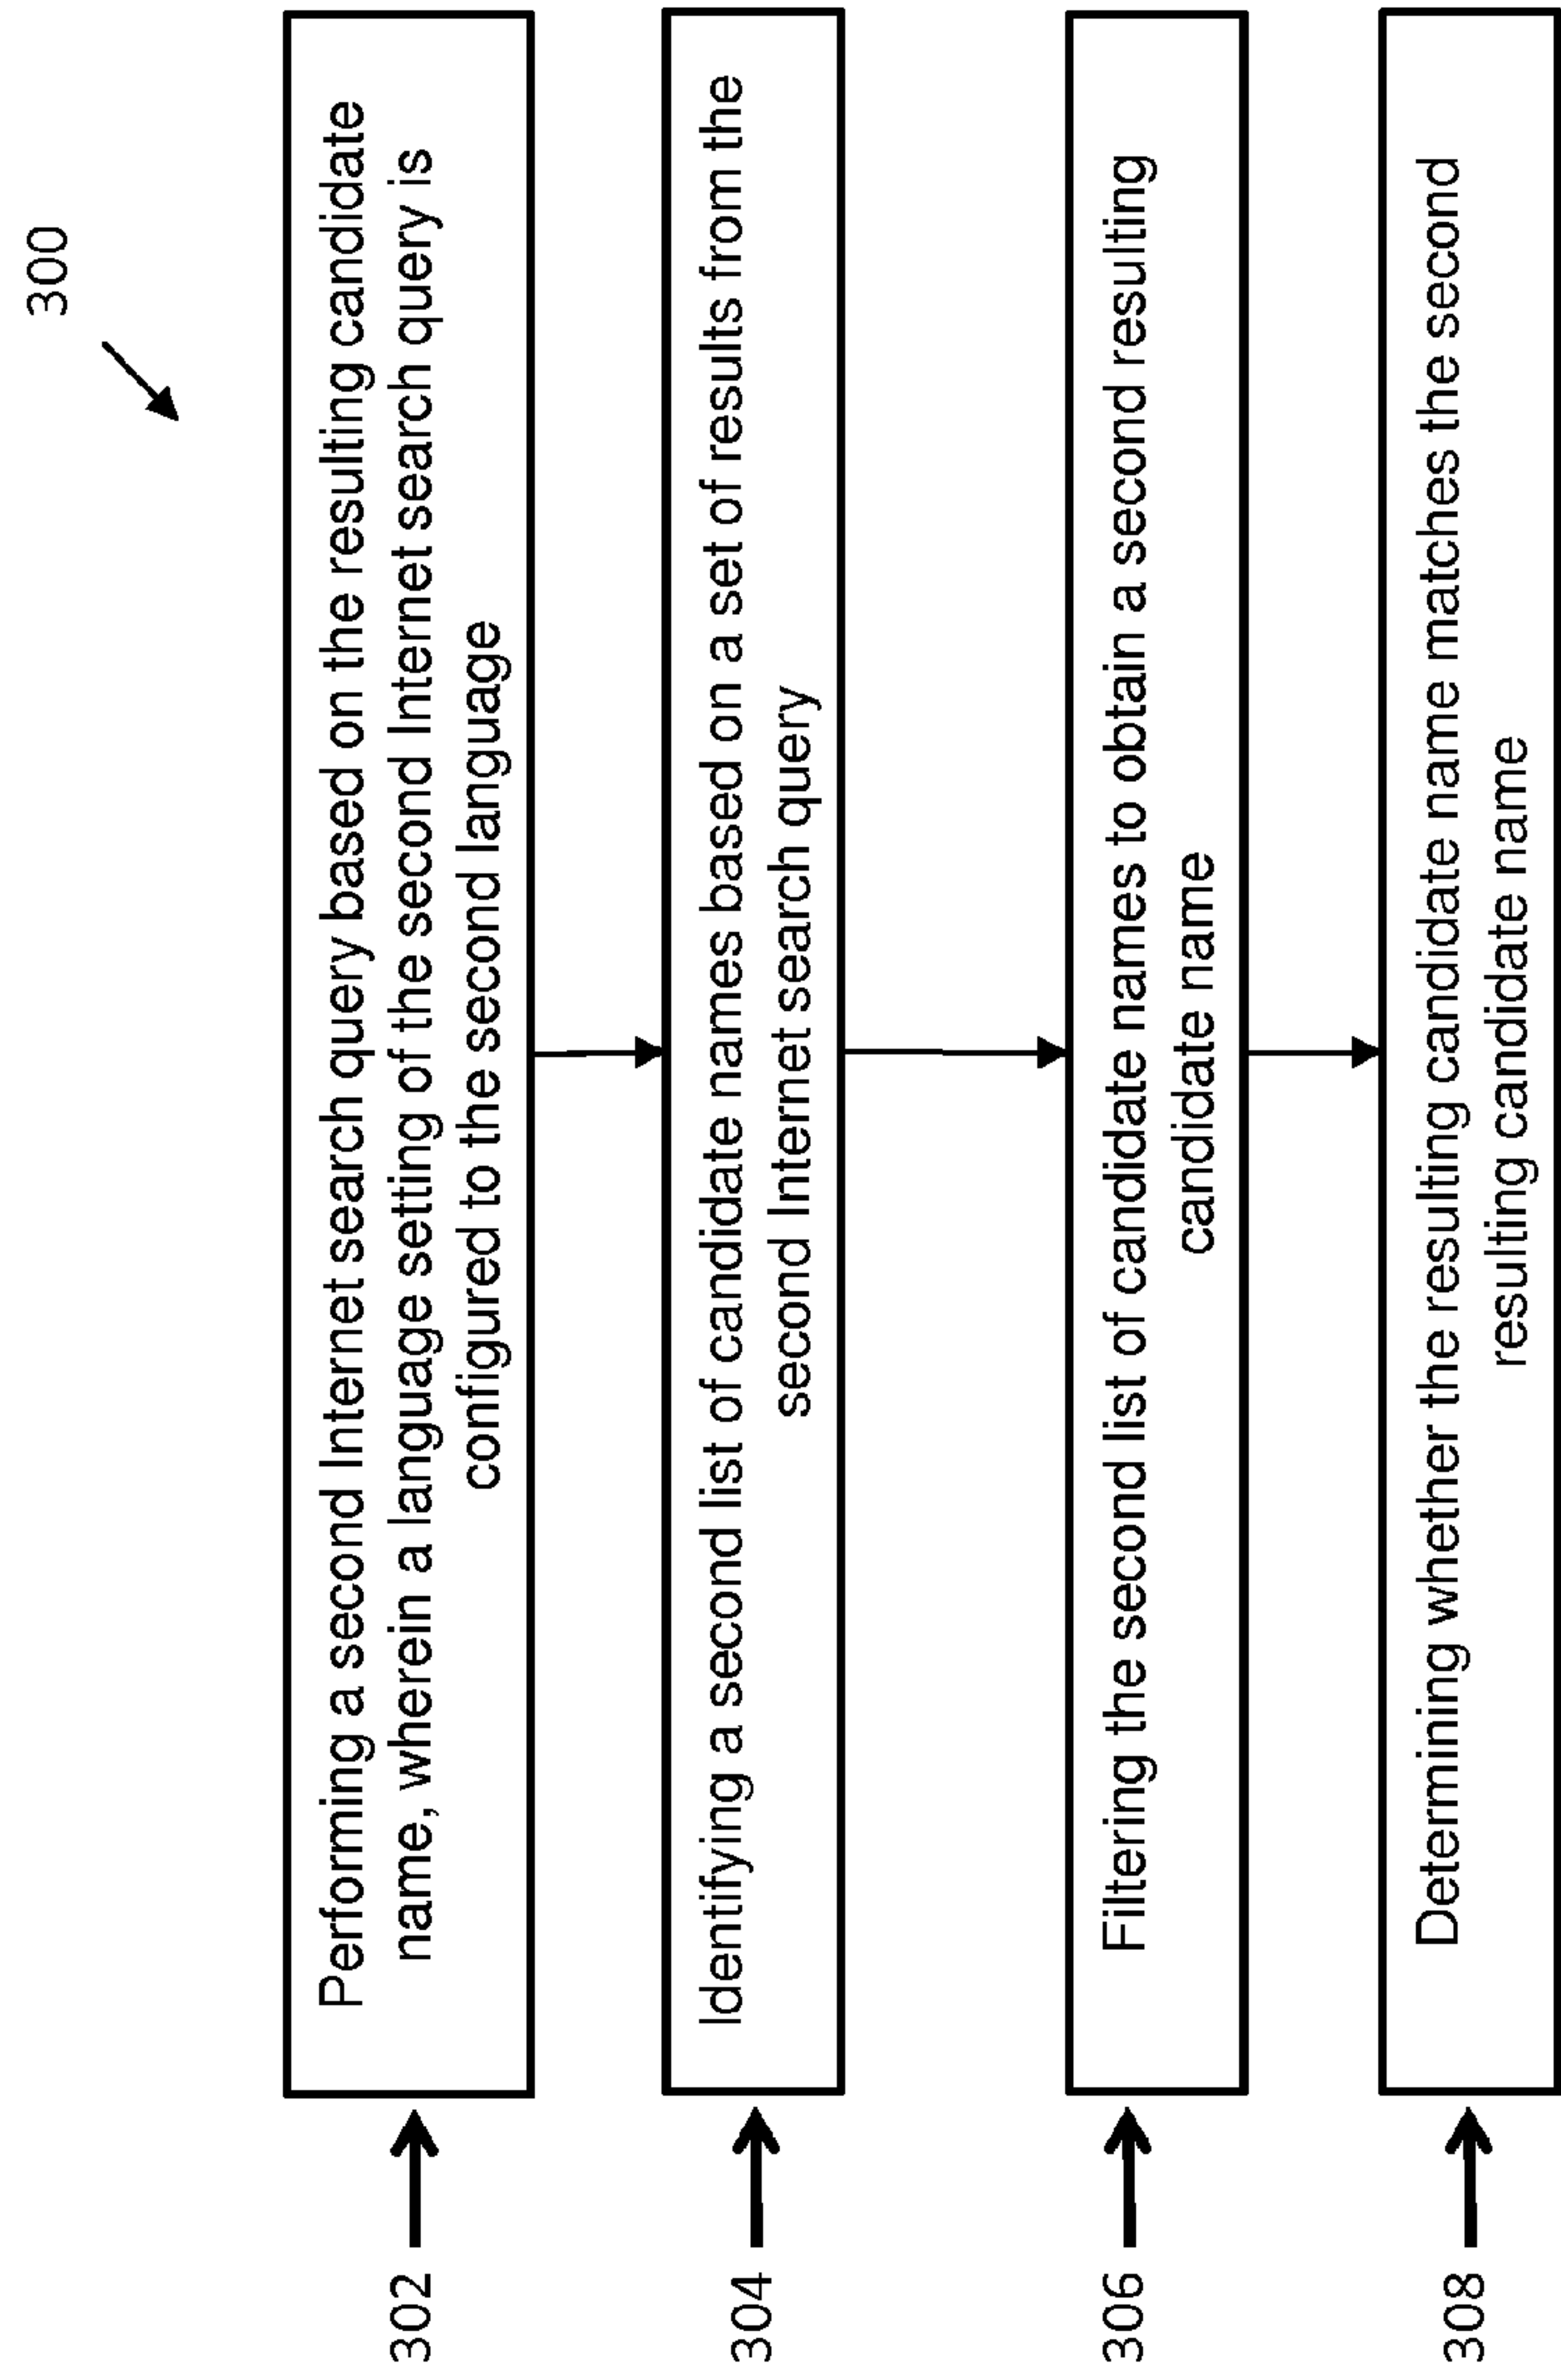 300
302
Performing a second Internet search query based on the resulting candidate
name, wherein a language setting of the second Internet search query is
configured to the second language
304
Identifying a second list of candidate names based on a set of results from the
second Internet search query
306
Filtering the second list of candidate names to obtain a second resulting
candidate name
308
Determining whether the resulting candidate name matches the second
resulting candidate name